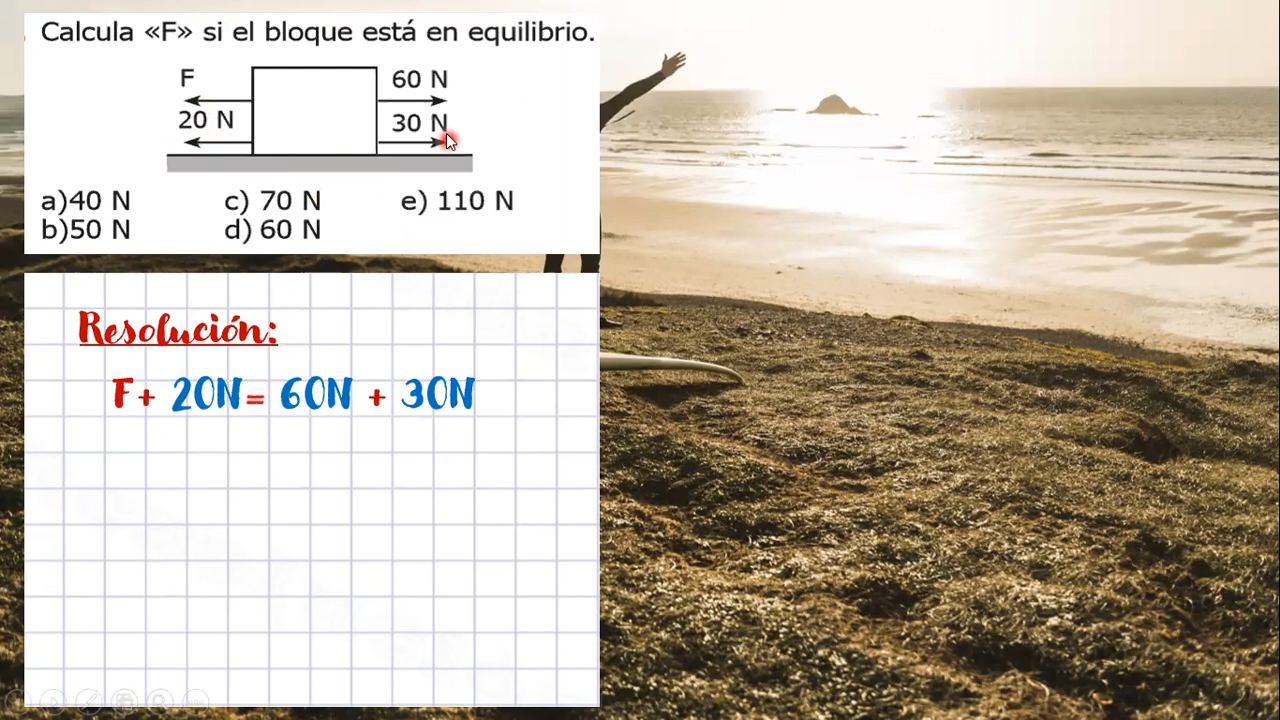 Calcula «F» si el bloque está en equilibrio.
F 60 N
20 N 30 N
a)40 N c) 70 N e) 110 N
b)50 N d) 60 N
Resolución:
F + 20N = 60N + 30N